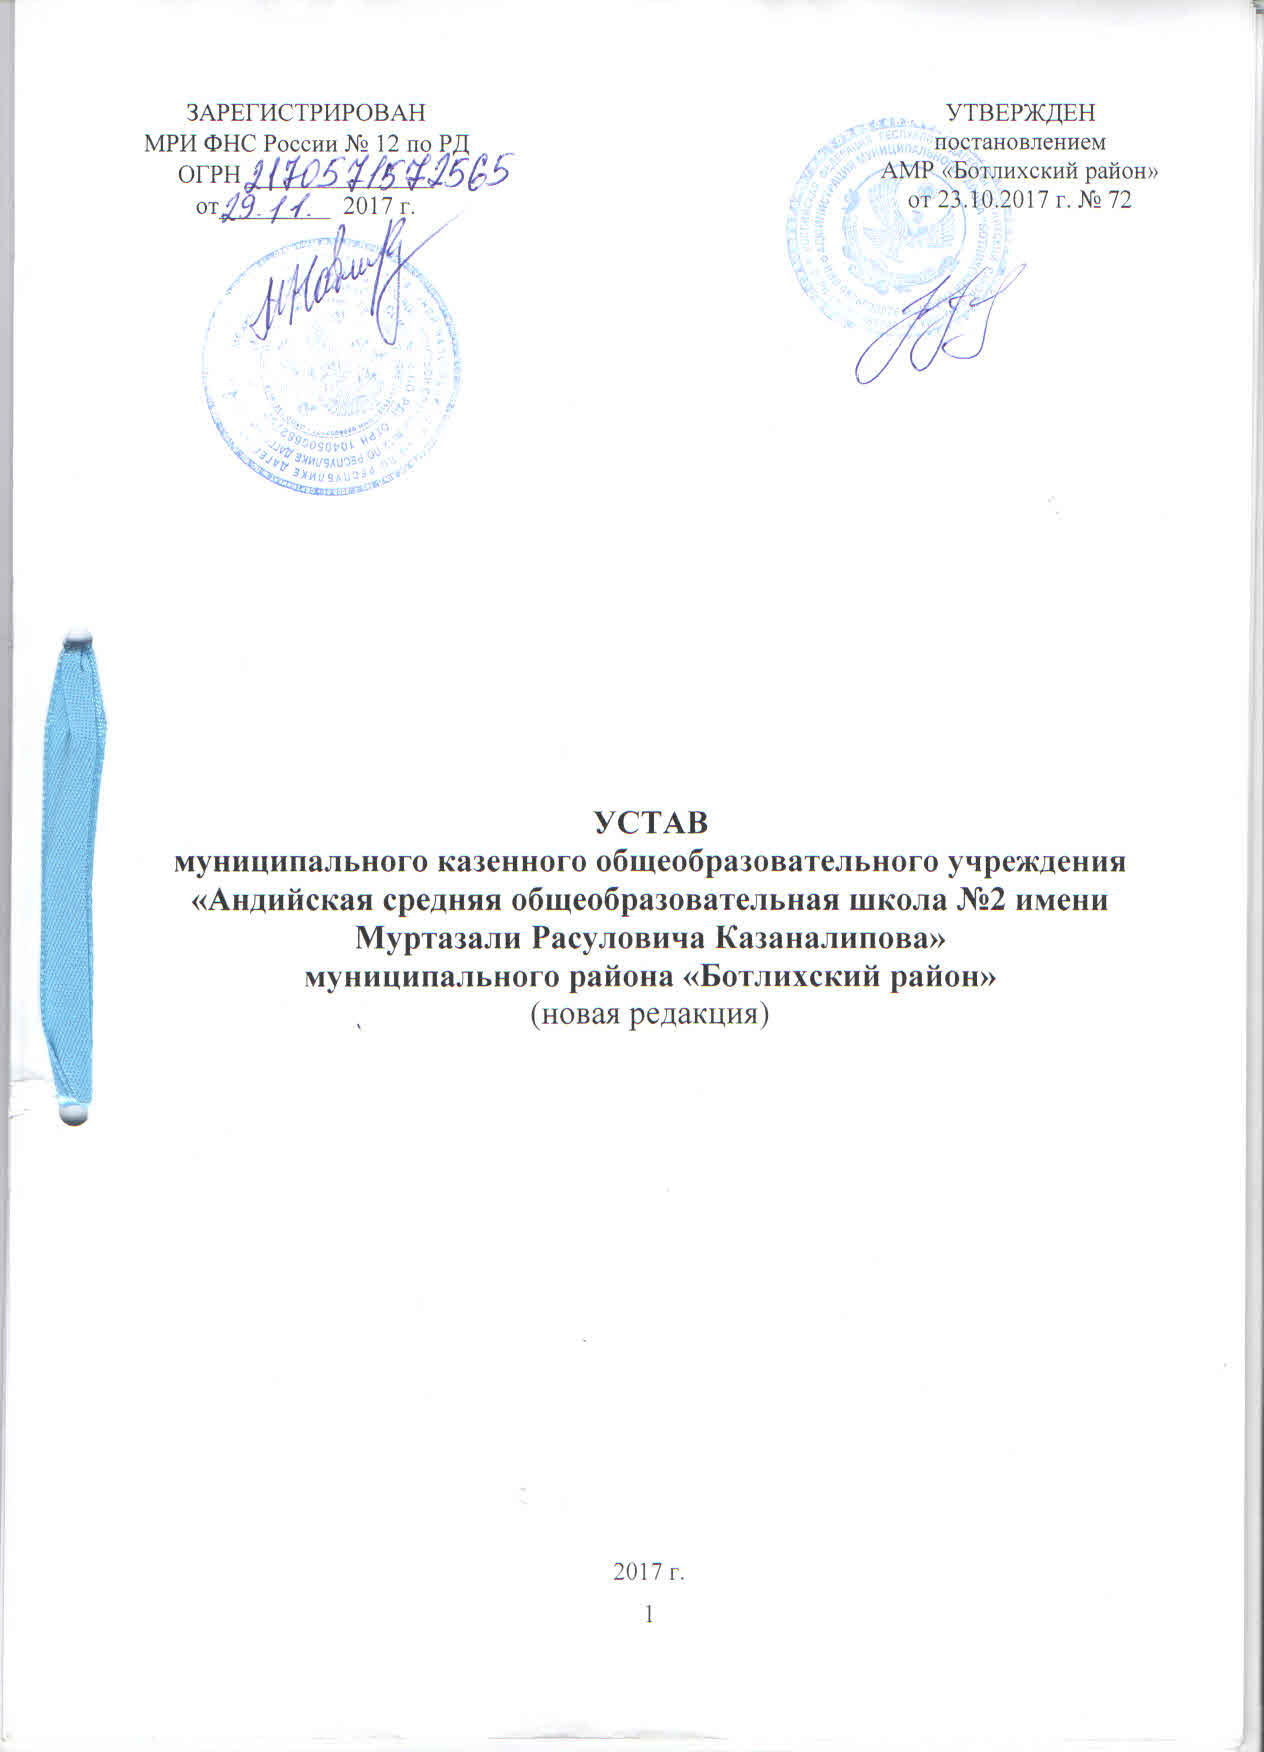 ЗАРЕГИСТРИРОВАН
МРИ ФНС России № 12 по РД
ОГРН 2170571572565
от 29.11. 2017 г.
УТВЕРЖДЕН
постановлением
АМР «Ботлихский район»
от 23.10.2017 г. № 72
УСТАВ
муниципального казенного общеобразовательного учреждения
«Андийская средняя общеобразовательная школа №2 имени
Муртазали Расуловича Казаналипова»
муниципального района «Ботлихский район»
(новая редакция)
2017 г.
1